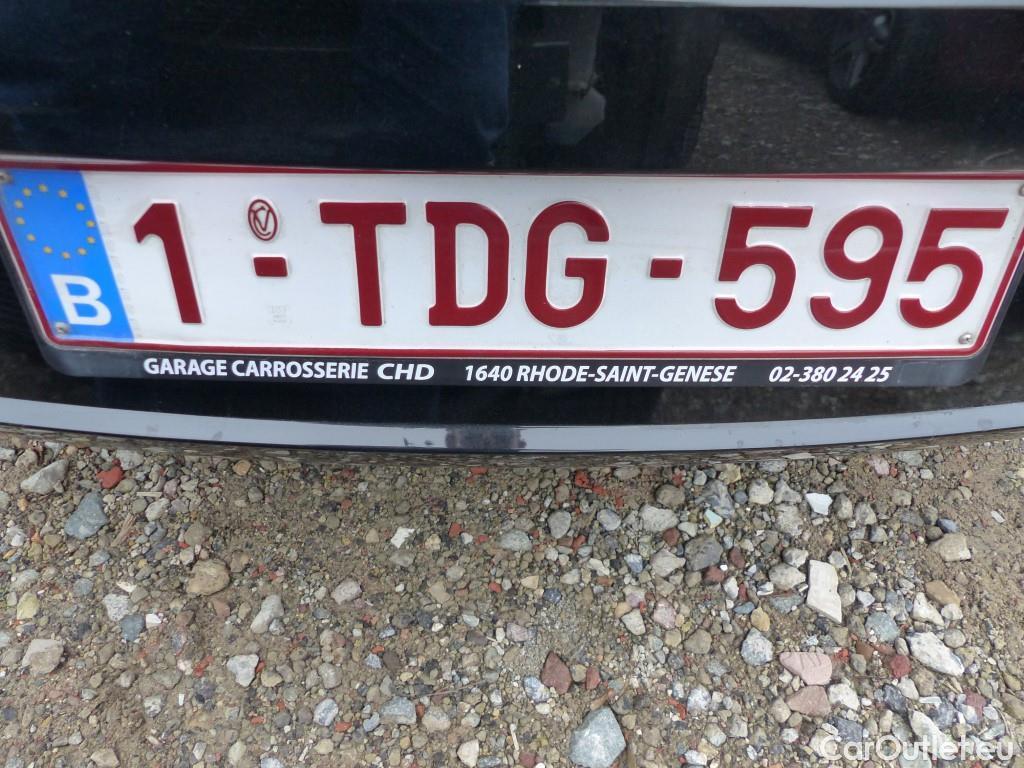 B 1-TDG-595
GARAGE CARROSSERIE CHD 1640 RHODE-SAINT-GENESE 02-380 24 25
CarOutlet.eu